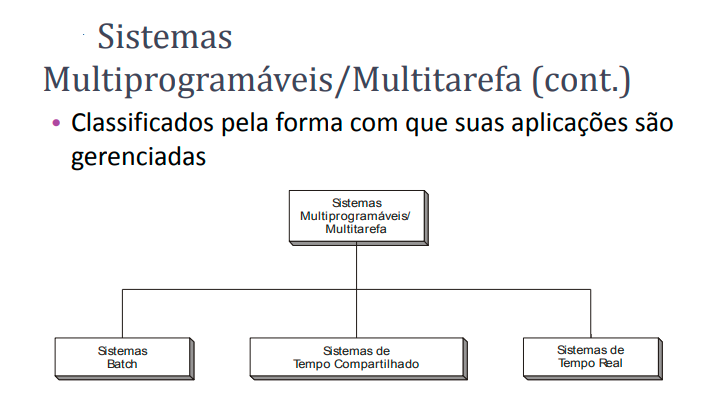 Sistemas
Multiprogramáveis/Multitarefa (cont.)
• Classificados pela forma com que suas aplicações são
gerenciadas
Sistemas
Multiprogramáveis/
Multitarefa
Sistemas
Batch
Sistemas de
Tempo Compartilhado
Sistemas de
Tempo Real